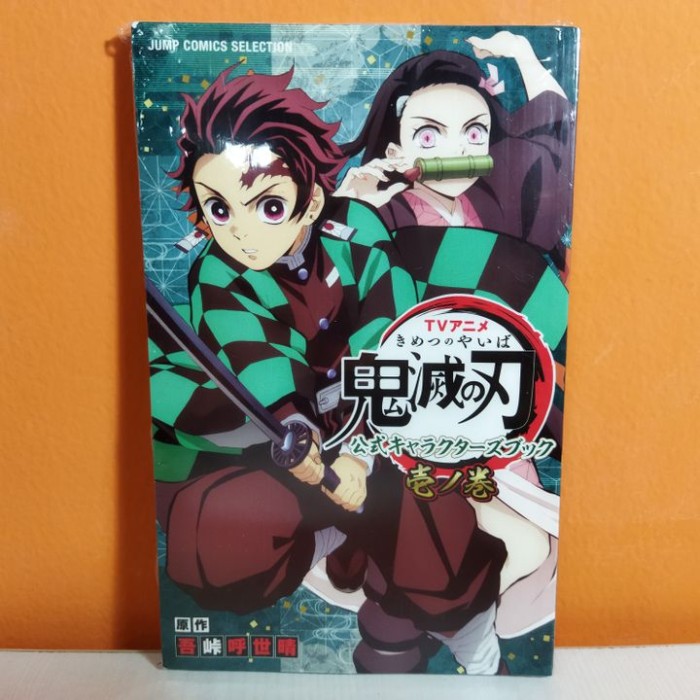 JUMP COMICS SELECTION
TVアニメ
きめつのやいば
鬼滅の刃
公式キャラクターズブック
壱ノ巻
原作
吾峠呼世晴